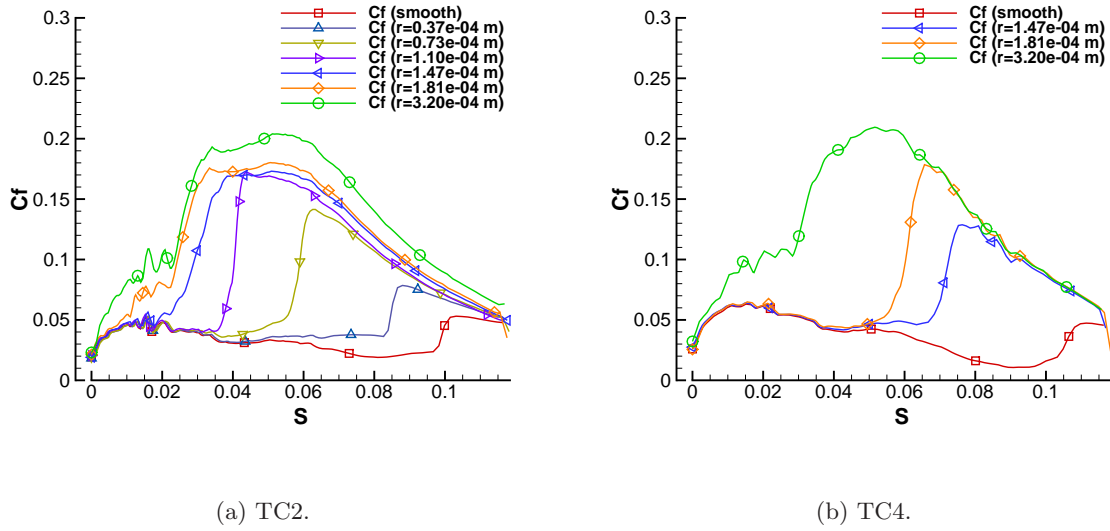 Cf
0.3
0.25
0.2
0.15
0.1
0.05
0
0
0.02
0.04
0.06
0.08
0.1
S
Cf (smooth)
Cf (r=0.37e-04 m)
Cf (r=0.73e-04 m)
Cf (r=1.10e-04 m)
Cf (r=1.47e-04 m)
Cf (r=1.81e-04 m)
Cf (r=3.20e-04 m)
(a) TC2.
Cf
0.3
0.25
0.2
0.15
0.1
0.05
0
0
0.02
0.04
0.06
0.08
0.1
S
Cf (smooth)
Cf (r=1.47e-04 m)
Cf (r=1.81e-04 m)
Cf (r=3.20e-04 m)
(b) TC4.